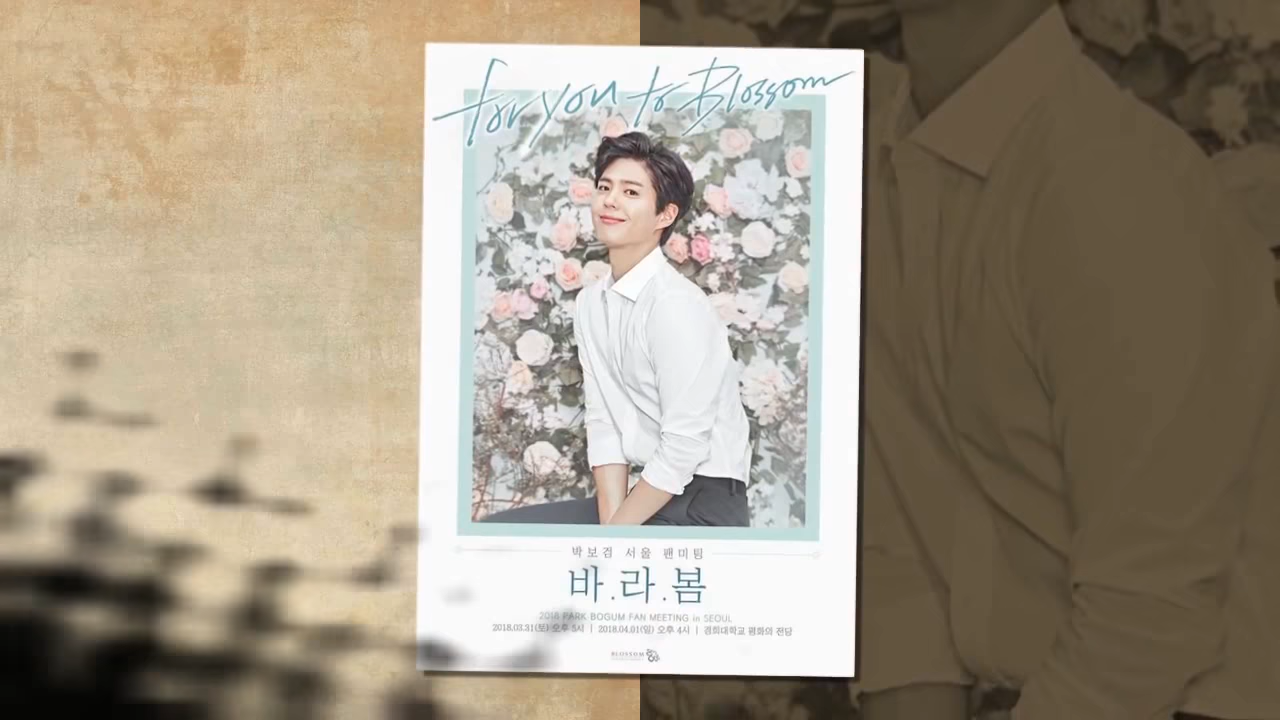 for you to Blossom
박보검 서울 팬미팅
바.라.봄
2018 PARK BOGUM FAN MEETING in SEOUL
2018.03.31(토) 오후 5시 | 2018.04.01(일) 오후 4시 | 경희대학교 평화의 전당
BLOSSOM